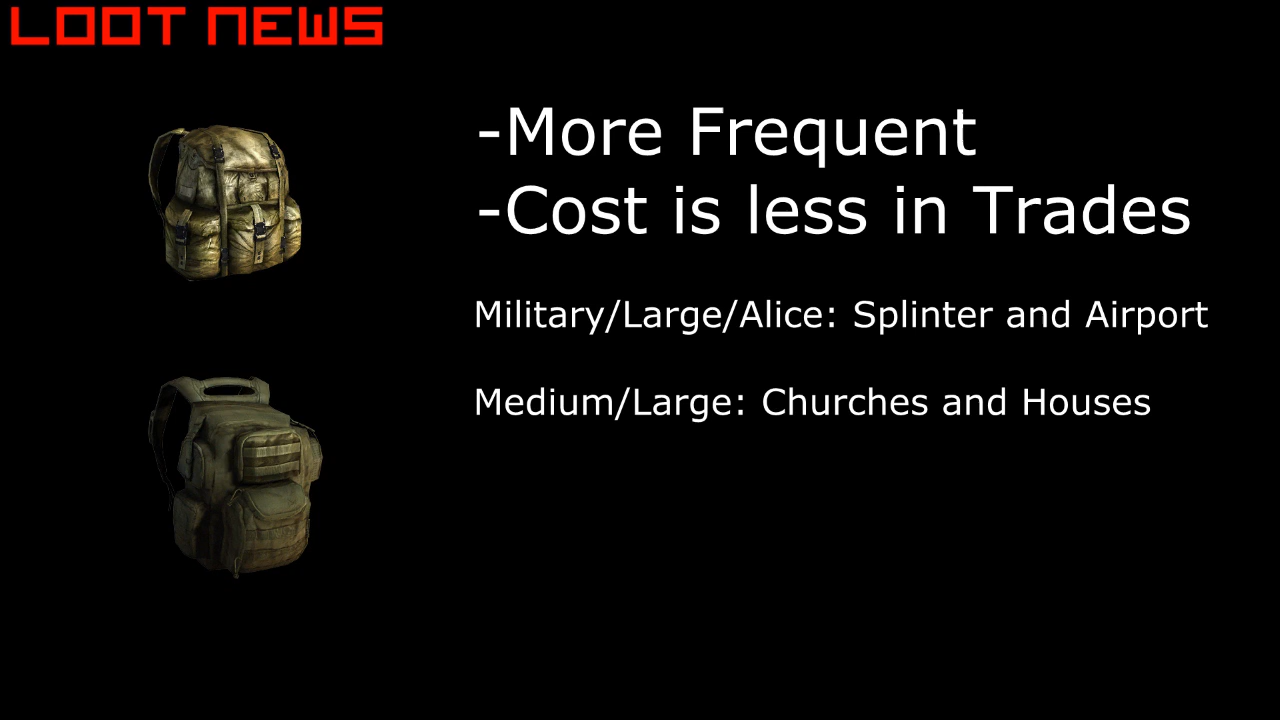 LOOT NEWS
-More Frequent
-Cost is less in Trades
Military/Large/Alice: Splinter and Airport
Medium/Large: Churches and Houses